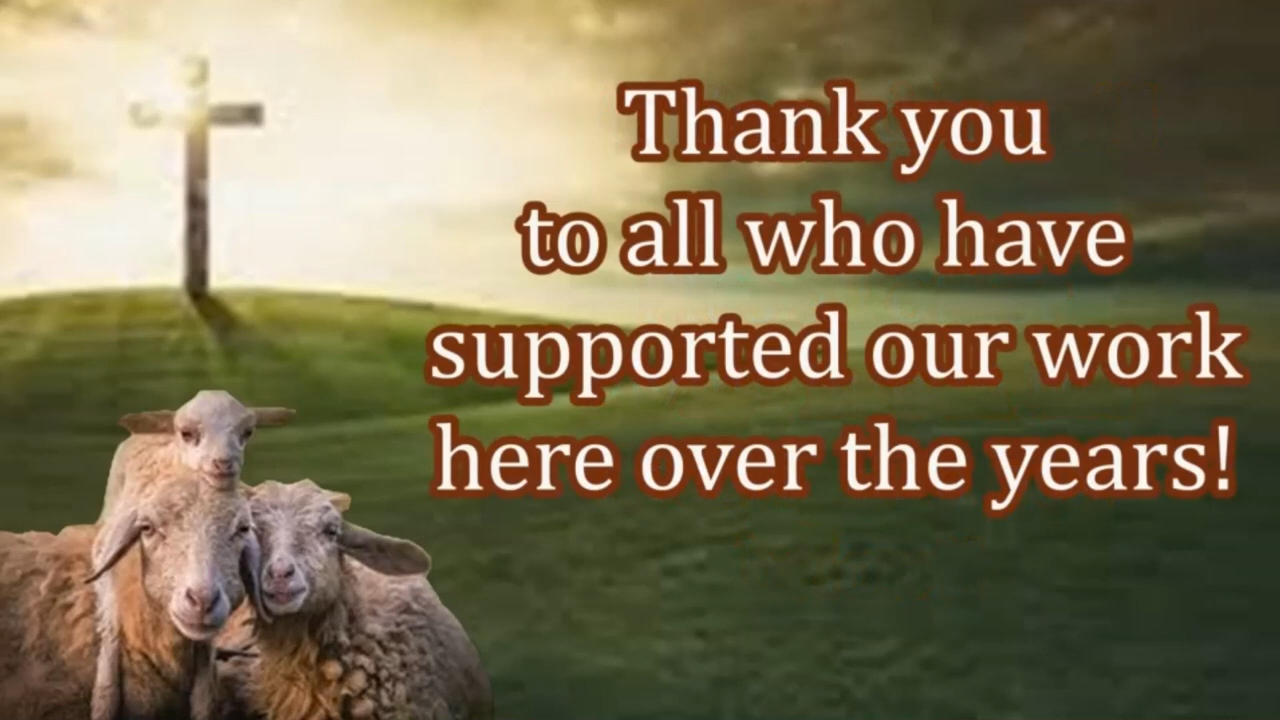 Thank you
to all who have
supported our work
here over the years!